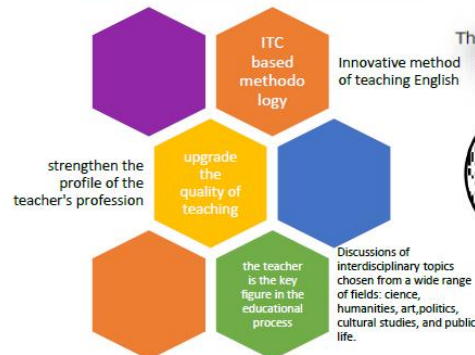 Th
ITC
based
methodo
logy
Innovative method
of teaching English
strengthen the
profile of the
teacher's profession
upgrade
the
quality of
teaching
the teacher
is the key
figure in the
educational
process
Discussions of
interdisciplinary topics
chosen from a wide range
of fields: cience,
humanities, art,politics,
cultural studies, and public
life.